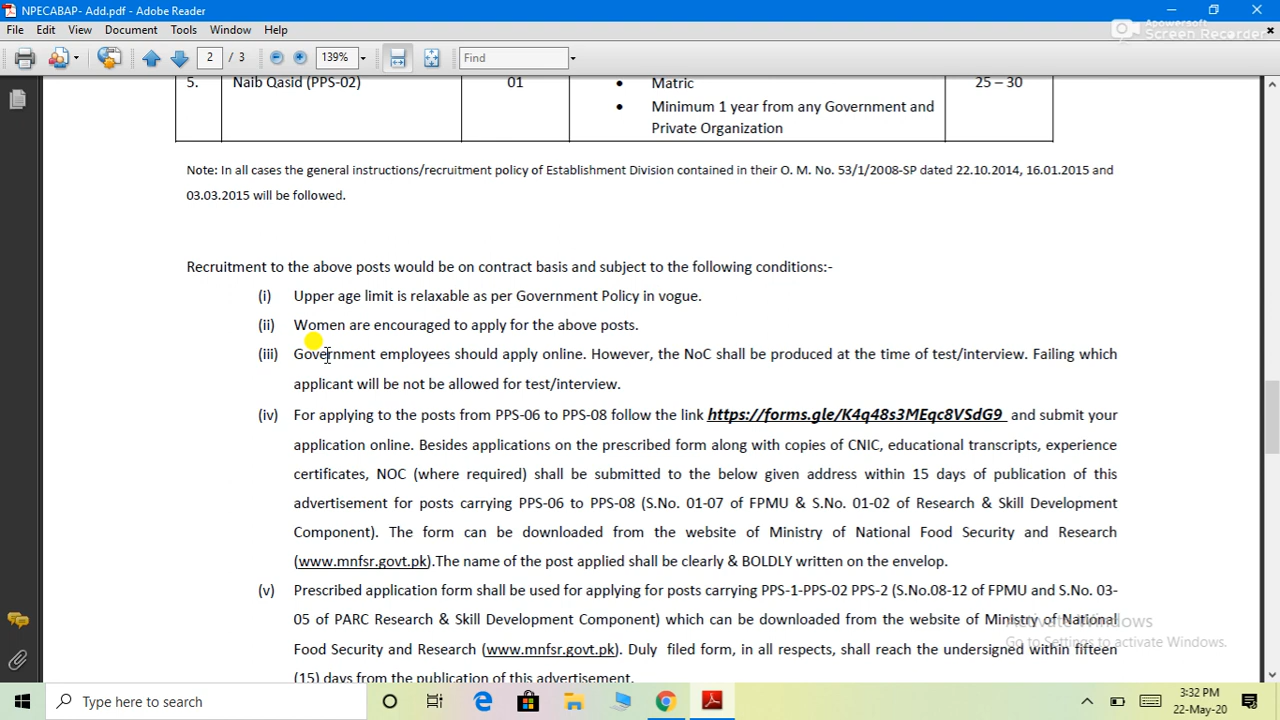 NPECABAP- Add.pdf - Adobe Reader
File Edit View Document Tools Window Help
Apowersoft
Screen Recorder
2 / 3 139% Find
5. Naib Qasid (PPS-02) 01 • Matric 25 – 30
• Minimum 1 year from any Government and
Private Organization
Note: In all cases the general instructions/recruitment policy of Establishment Division contained in their O. M. No. 53/1/2008-SP dated 22.10.2014, 16.01.2015 and
03.03.2015 will be followed.
Recruitment to the above posts would be on contract basis and subject to the following conditions:-
(i) Upper age limit is relaxable as per Government Policy in vogue.
(ii) Women are encouraged to apply for the above posts.
(iii) Government employees should apply online. However, the NoC shall be produced at the time of test/interview. Failing which
applicant will be not be allowed for test/interview.
(iv) For applying to the posts from PPS-06 to PPS-08 follow the link https://forms.gle/K4q48s3MEqc8VSdG9 and submit your
application online. Besides applications on the prescribed form along with copies of CNIC, educational transcripts, experience
certificates, NOC (where required) shall be submitted to the below given address within 15 days of publication of this
advertisement for posts carrying PPS-06 to PPS-08 (S.No. 01-07 of FPMU & S.No. 01-02 of Research & Skill Development
Component). The form can be downloaded from the website of Ministry of National Food Security and Research
(www.mnfsr.govt.pk).The name of the post applied shall be clearly & BOLDLY written on the envelop.
(v) Prescribed application form shall be used for applying for posts carrying PPS-1-PPS-02 PPS-2 (S.No.08-12 of FPMU and S.No. 03-
05 of PARC Research & Skill Development Component) which can be downloaded from the website of Ministry of National
Food Security and Research (www.mnfsr.govt.pk). Duly filed form, in all respects, shall reach the undersigned within fifteen
(15) days from the publication of this advertisement.
Activate Windows
Go to Settings to activate Windows.
Type here to search
3:32 PM
22-May-20